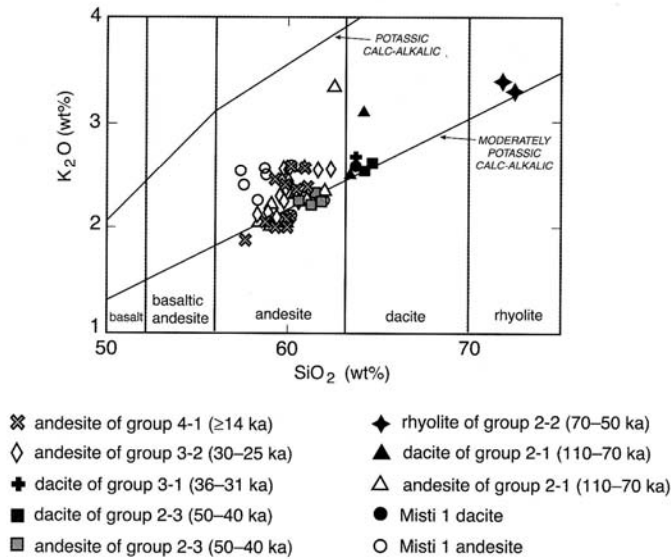 4
POTASSIC
CALC-ALKALIC
K2O (wt%)
3
MODERATELY
POTASSIC
CALC-ALKALIC
2
basalt
basaltic
andesite
andesite
dacite
rhyolite
1
50
60
70
SiO2 (wt%)
andesite of group 4-1 (≥14 ka)
andesite of group 3-2 (30–25 ka)
dacite of group 3-1 (36–31 ka)
dacite of group 2-3 (50–40 ka)
andesite of group 2-3 (50–40 ka)
rhyolite of group 2-2 (70–50 ka)
dacite of group 2-1 (110–70 ka)
andesite of group 2-1 (110–70 ka)
Misti 1 dacite
Misti 1 andesite